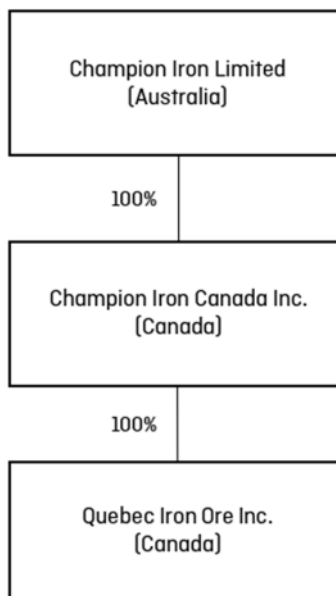 Champion Iron Limited
(Australia)
100%
Champion Iron Canada Inc.
(Canada)
100%
Quebec Iron Ore Inc.
(Canada)